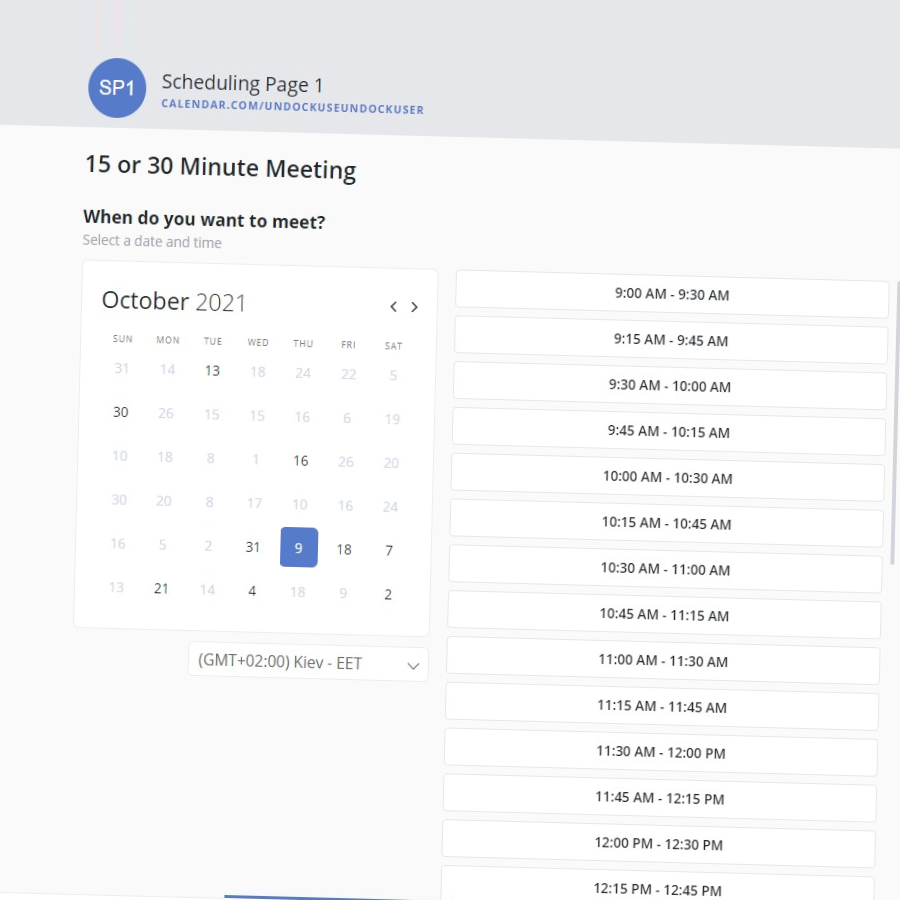 SP1
Scheduling Page 1
CALENDAR.COM/UNDOCKUSEUNDOCKUSER
15 or 30 Minute Meeting
When do you want to meet?
Select a date and time
October 2021
SUN MON TUE WED THU FRI SAT
31 14 13 18 24 22 5
30 26 15 15 16 6 19
10 18 8 1 16 26 20
30 20 8 17 10 16 24
16 5 2 31 9 18 7
13 21 14 4 18 9 2
(GMT+02:00) Kiev - EET
9:00 AM - 9:30 AM
9:15 AM - 9:45 AM
9:30 AM - 10:00 AM
9:45 AM - 10:15 AM
10:00 AM - 10:30 AM
10:15 AM - 10:45 AM
10:30 AM - 11:00 AM
10:45 AM - 11:15 AM
11:00 AM - 11:30 AM
11:15 AM - 11:45 AM
11:30 AM - 12:00 PM
11:45 AM - 12:15 PM
12:00 PM - 12:30 PM
12:15 PM - 12:45 PM